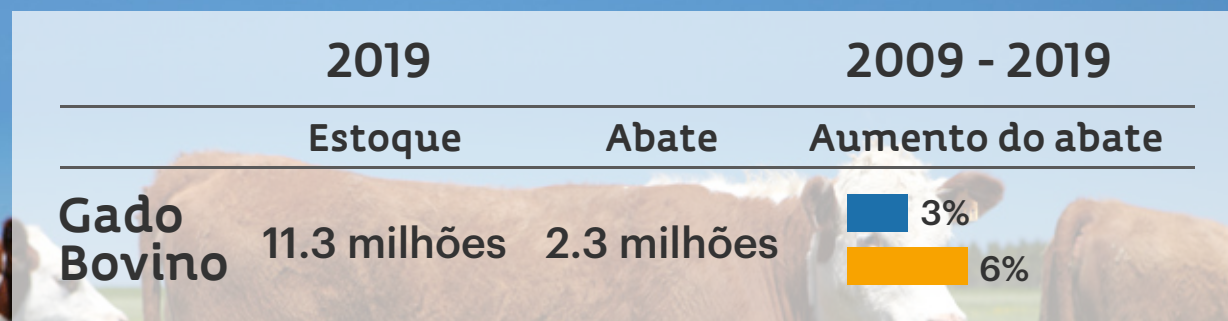 2019 2009 - 2019
Estoque Abate Aumento do abate
Gado
Bovino
11.3 milhões 2.3 milhões
3%
6%